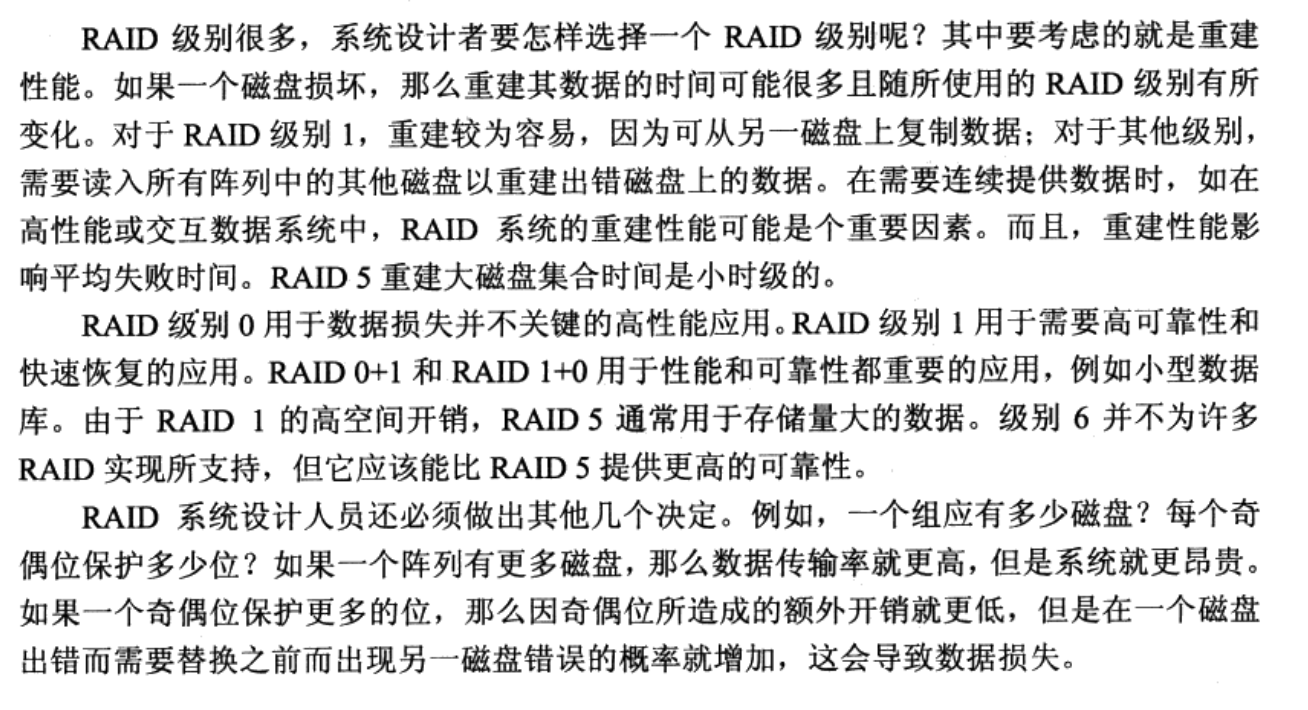 RAID 级别很多，系统设计者要怎样选择一个 RAID 级别呢？其中要考虑的就是重建
性能。如果一个磁盘损坏，那么重建其数据的时间可能很多且随所使用的 RAID 级别有所
变化。对于 RAID 级别 1，重建较为容易，因为可从另一磁盘上复制数据；对于其他级别，
需要读入所有阵列中的其他磁盘以重建出错磁盘上的数据。在需要连续提供数据时，如在
高性能或交互数据系统中，RAID 系统的重建性能可能是个重要因素。而且，重建性能影
响平均失败时间。RAID 5 重建大磁盘集合时间是小时级的。
RAID 级别 0 用于数据损失并不关键的高性能应用。RAID 级别 1 用于需要高可靠性和
快速恢复的应用。RAID 0+1 和 RAID 1+0 用于性能和可靠性都重要的应用，例如小型数据
库。由于 RAID 1 的高空间开销，RAID 5 通常用于存储量大的数据。级别 6 并不为许多
RAID 实现所支持，但它应该能比 RAID 5 提供更高的可靠性。
RAID 系统设计人员还必须做出其他几个决定。例如，一个组应有多少磁盘？每个奇
偶位保护多少位？如果一个阵列有更多磁盘，那么数据传输率就更高，但是系统就更昂贵。
如果一个奇偶位保护更多的位，那么因奇偶位所造成的额外开销就更低，但是在一个磁盘
出错而需要替换之前而出现另一磁盘错误的概率就增加，这会导致数据损失。